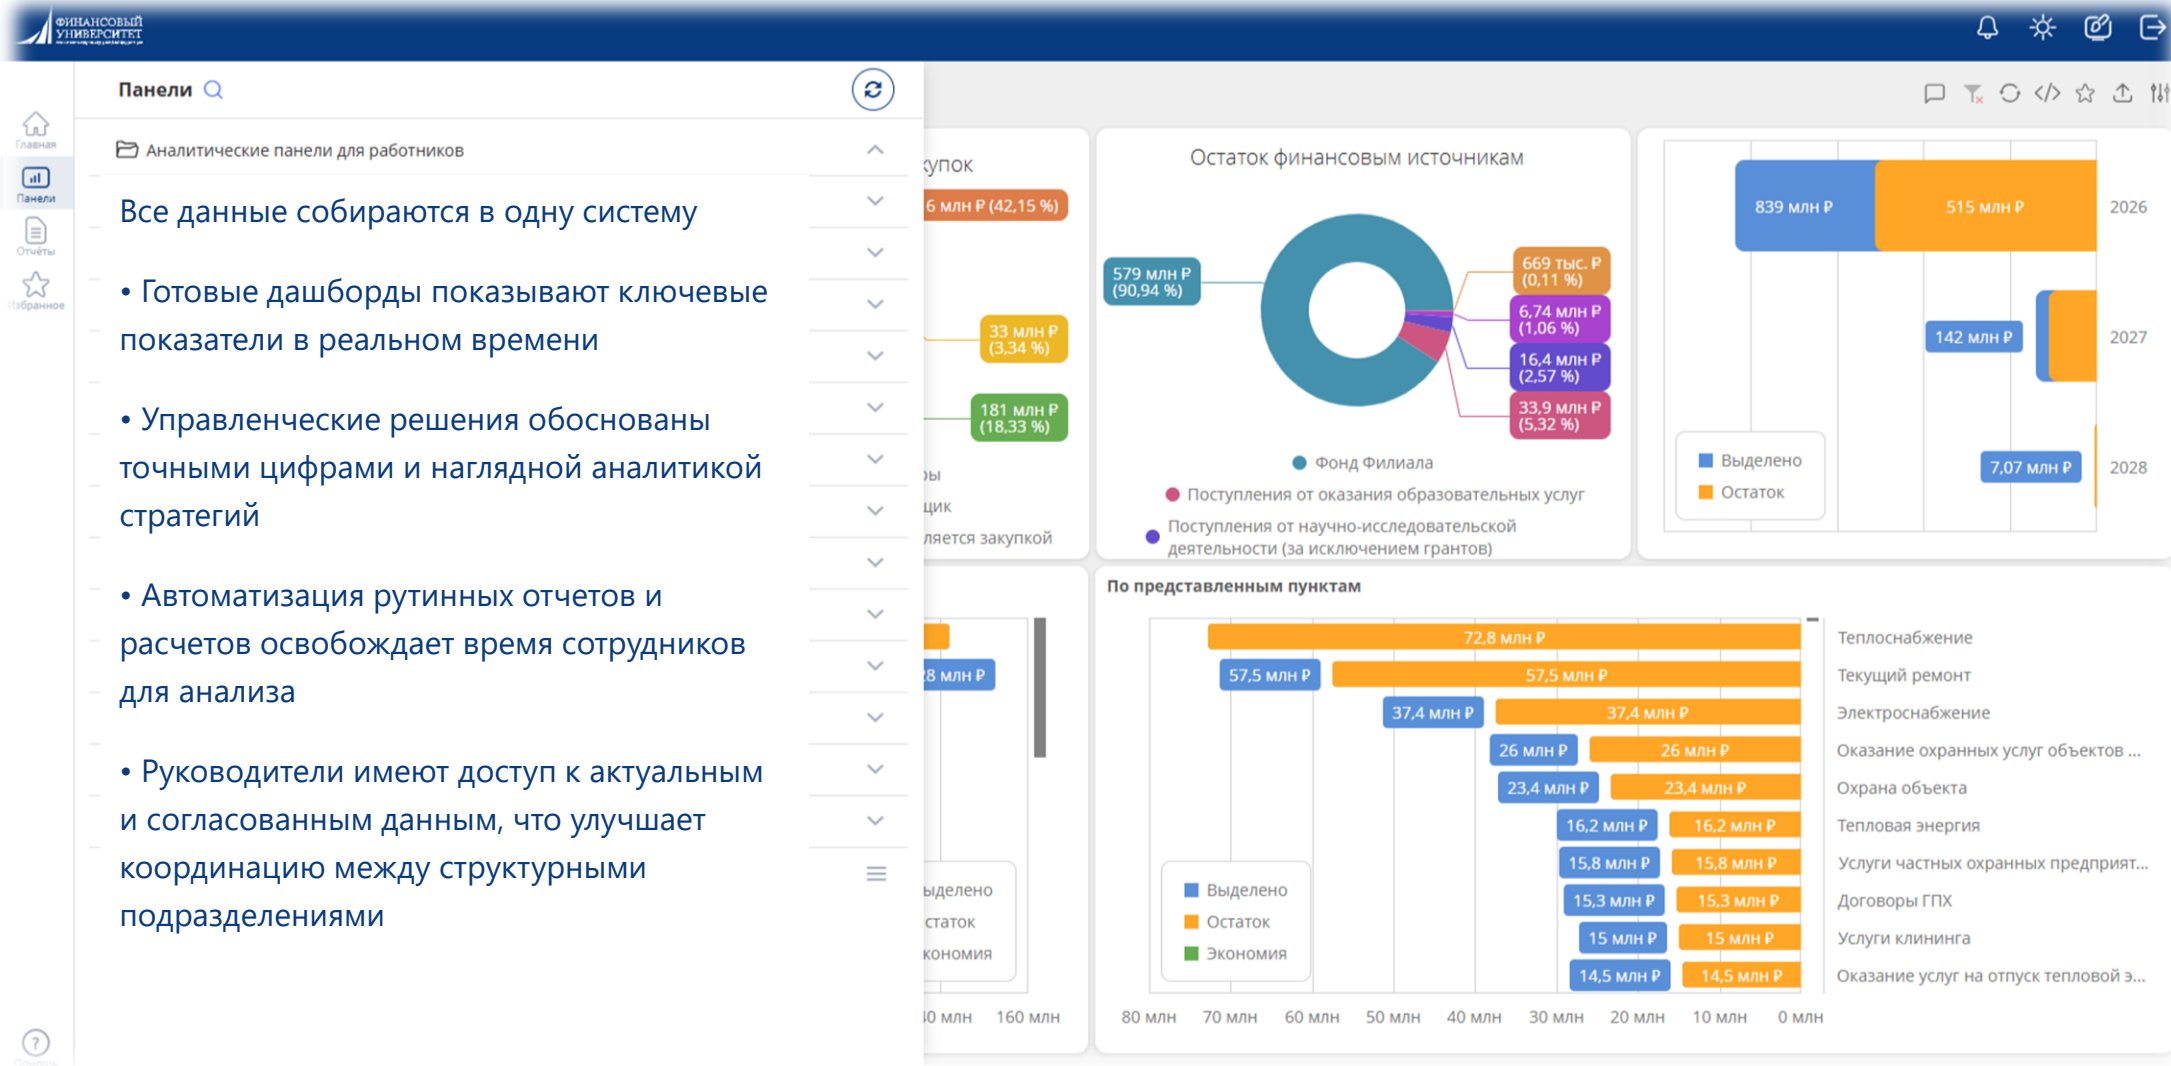 ФИНАНСОВЫЙ
УНИВЕРСИТЕТ
Главная
Панели
Отчёты
Избранное
Панели
Аналитические панели для работников
Все данные собираются в одну систему
• Готовые дашборды показывают ключевые
показатели в реальном времени
• Управленческие решения обоснованы
точными цифрами и наглядной аналитикой
стратегий
• Автоматизация рутинных отчетов и
расчетов освобождает время сотрудников
для анализа
• Руководители имеют доступ к актуальным
и согласованным данным, что улучшает
координацию между структурными
подразделениями
купок
6 млн ₽ (42,15 %)
33 млн ₽
(3,34 %)
181 млн ₽
(18,33 %)
ры
щик
ляется закупкой
Остаток финансовым источникам
579 млн ₽
(90,94 %)
669 тыс. ₽
(0,11 %)
6,74 млн ₽
(1,06 %)
16,4 млн ₽
(2,57 %)
33,9 млн ₽
(5,32 %)
Фонд Филиала
Поступления от оказания образовательных услуг
Поступления от научно-исследовательской
деятельности (за исключением грантов)
839 млн ₽ 515 млн ₽ 2026
142 млн ₽ 2027
7,07 млн ₽ 2028
Выделено
Остаток
28 млн ₽
ыделено
статок
кономия
40 млн 160 млн
По представленным пунктам
72,8 млн ₽ Теплоснабжение
57,5 млн ₽ 57,5 млн ₽ Текущий ремонт
37,4 млн ₽ 37,4 млн ₽ Электроснабжение
26 млн ₽ 26 млн ₽ Оказание охранных услуг объектов ...
23,4 млн ₽ 23,4 млн ₽ Охрана объекта
16,2 млн ₽ 16,2 млн ₽ Тепловая энергия
15,8 млн ₽ 15,8 млн ₽ Услуги частных охранных предприят...
15,3 млн ₽ 15,3 млн ₽ Договоры ГПХ
15 млн ₽ 15 млн ₽ Услуги клининга
14,5 млн ₽ 14,5 млн ₽ Оказание услуг на отпуск тепловой э...
Выделено
Остаток
Экономия
80 млн 70 млн 60 млн 50 млн 40 млн 30 млн 20 млн 10 млн 0 млн